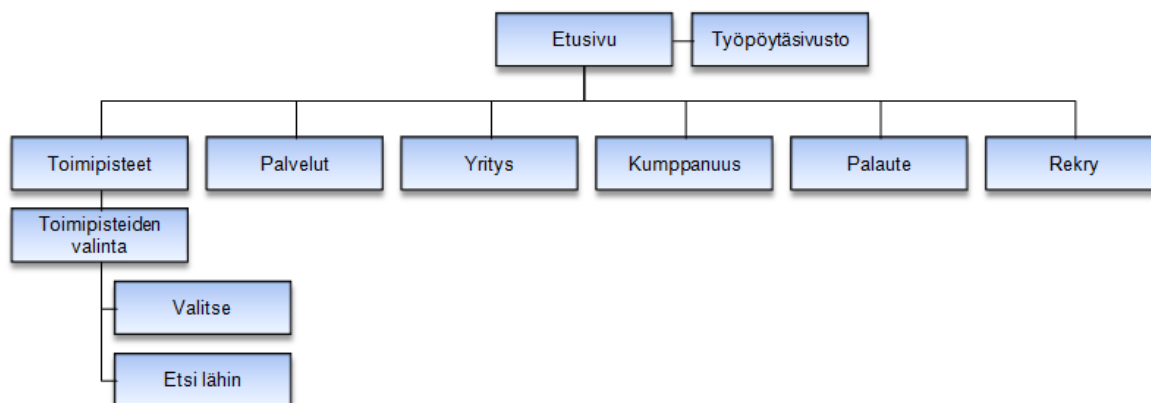 Etusivu
Työpöytäsivusto
Toimipisteet
Palvelut
Yritys
Kumppanuus
Palaute
Rekry
Toimipisteiden
valinta
Valitse
Etsi lähin